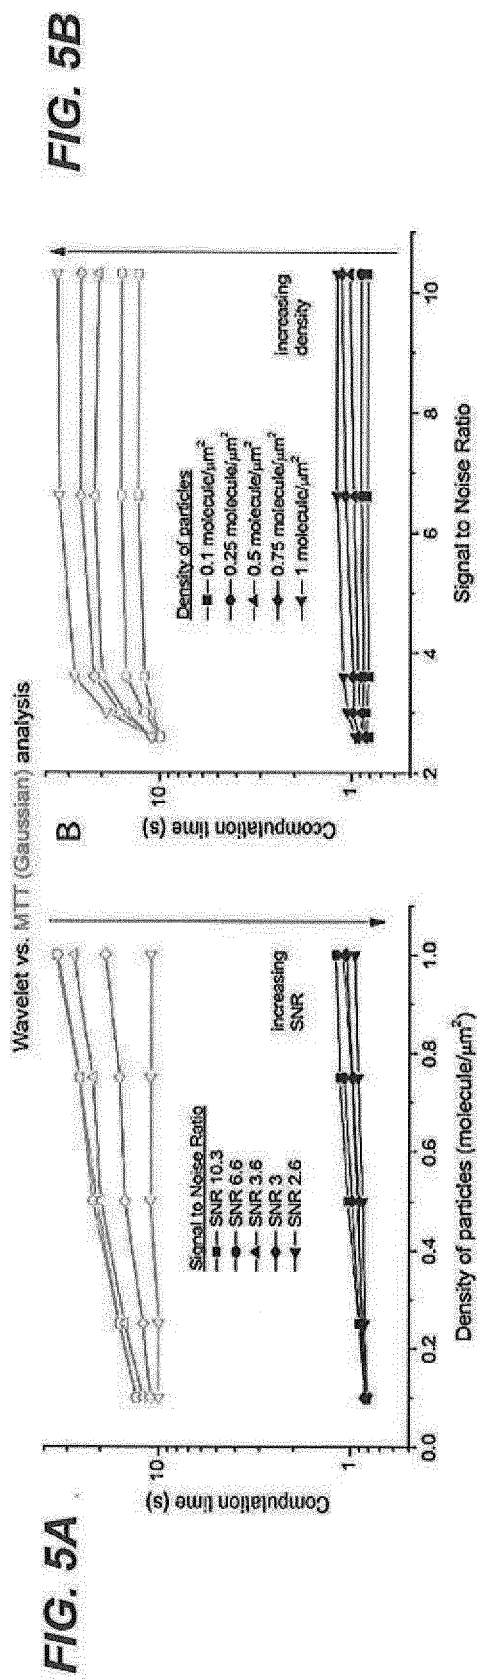 FIG. 5A
Wavelet vs. MTT (Gaussian) analysis
Computation time (s)
10
1
Signal to Noise Ratio
SNR 10.3
SNR 6.6
SNR 3.6
SNR 3
SNR 2.6
increasing
SNR
0.0 0.2 0.4 0.6 0.8 1.0
Density of particles (molecule/μm²)
FIG. 5B
B
Ccomputation time (s)
10
1
Density of particles
0.1 molecule/μm²
0.25 molecule/μm²
0.5 molecule/μm²
0.75 molecule/μm²
1 molecule/μm²
Increasing
density
2 4 6 8 10
Signal to Noise Ratio